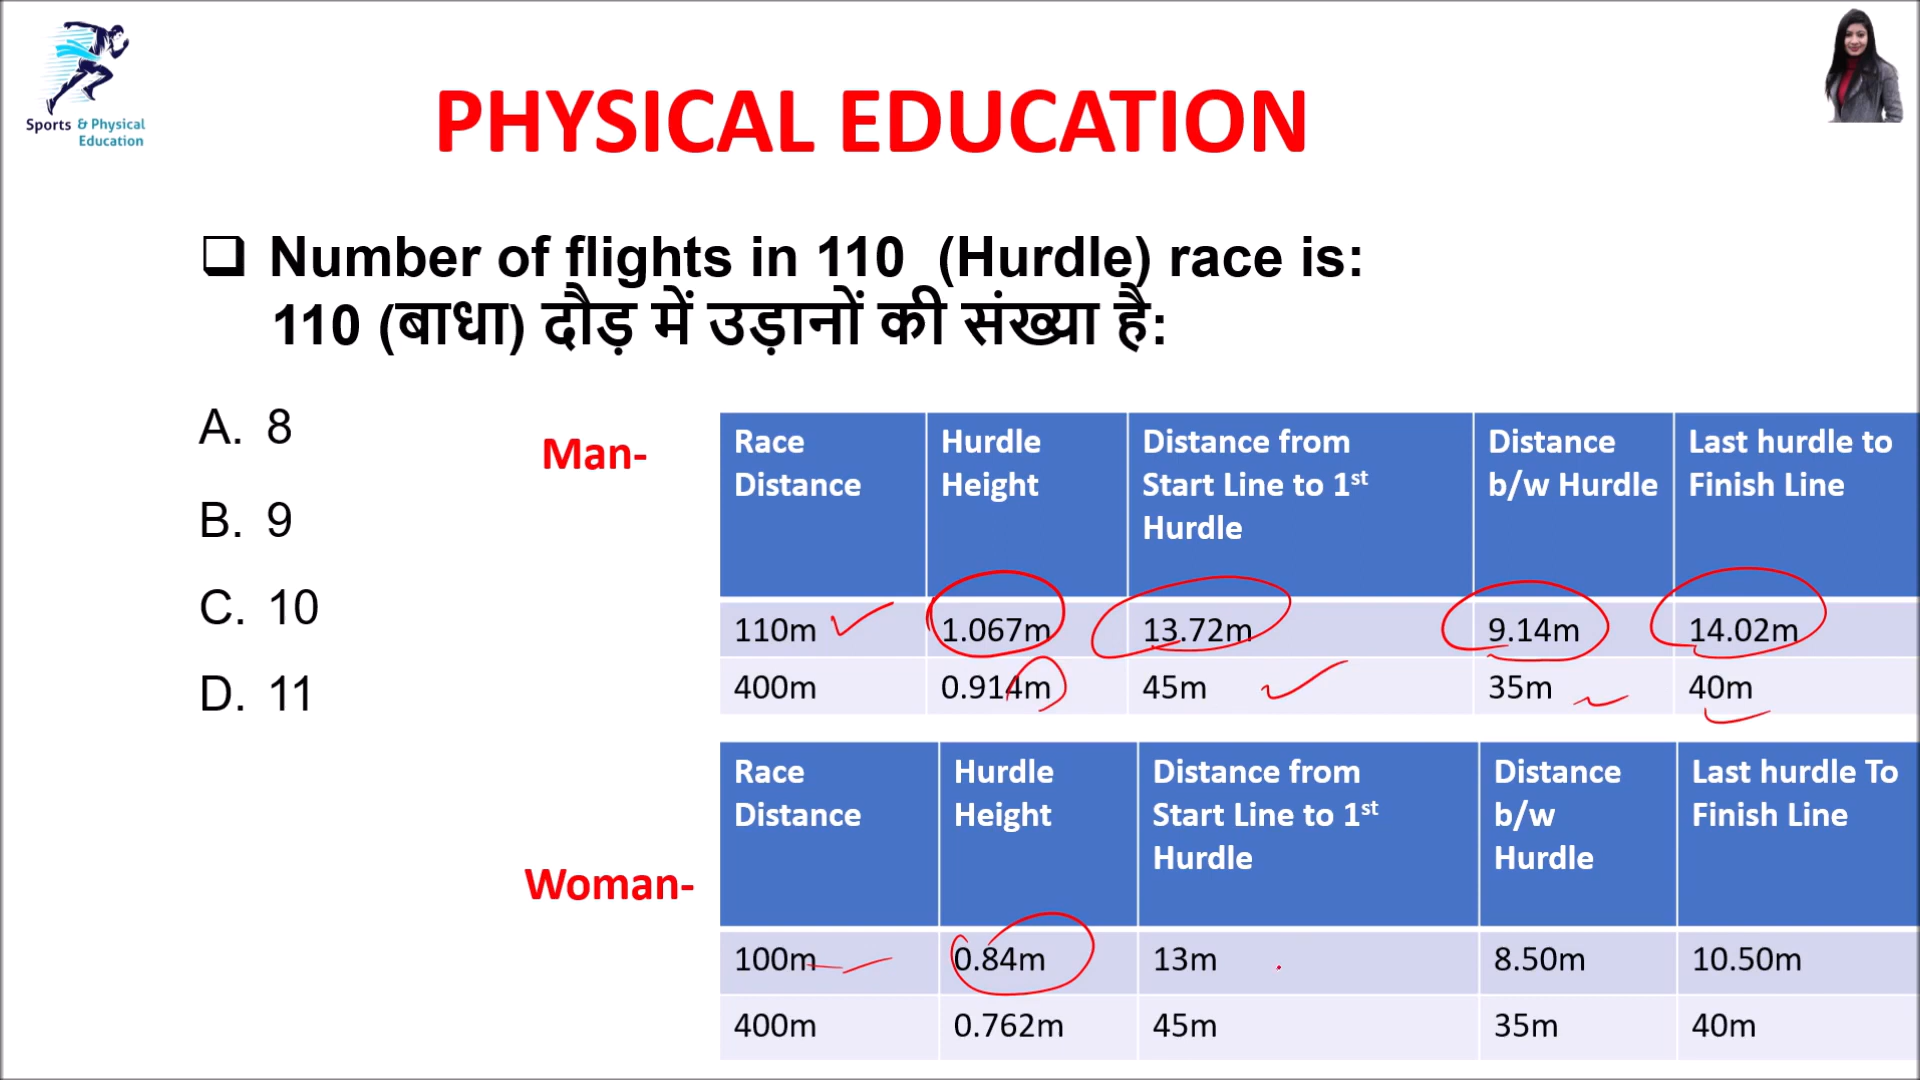 Sports & Physical
Education
PHYSICAL EDUCATION
❑ Number of flights in 110 (Hurdle) race is:
110 (बाधा) दौड़ में उड़ानों की संख्या है:
A. 8
B. 9
C. 10
D. 11
Man-
Race Distance | Hurdle Height | Distance from Start Line to 1st Hurdle | Distance b/w Hurdle | Last hurdle to Finish Line
110m | 1.067m | 13.72m | 9.14m | 14.02m
400m | 0.914m | 45m | 35m | 40m
Woman-
Race Distance | Hurdle Height | Distance from Start Line to 1st Hurdle | Distance b/w Hurdle | Last hurdle To Finish Line
100m | 0.84m | 13m | 8.50m | 10.50m
400m | 0.762m | 45m | 35m | 40m